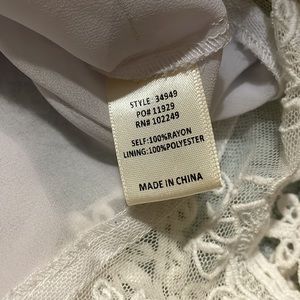 STYLE: 34949
PO# 11929
RN# 102249
SELF:100%RAYON
LINING:100%POLYESTER
MADE IN CHINA